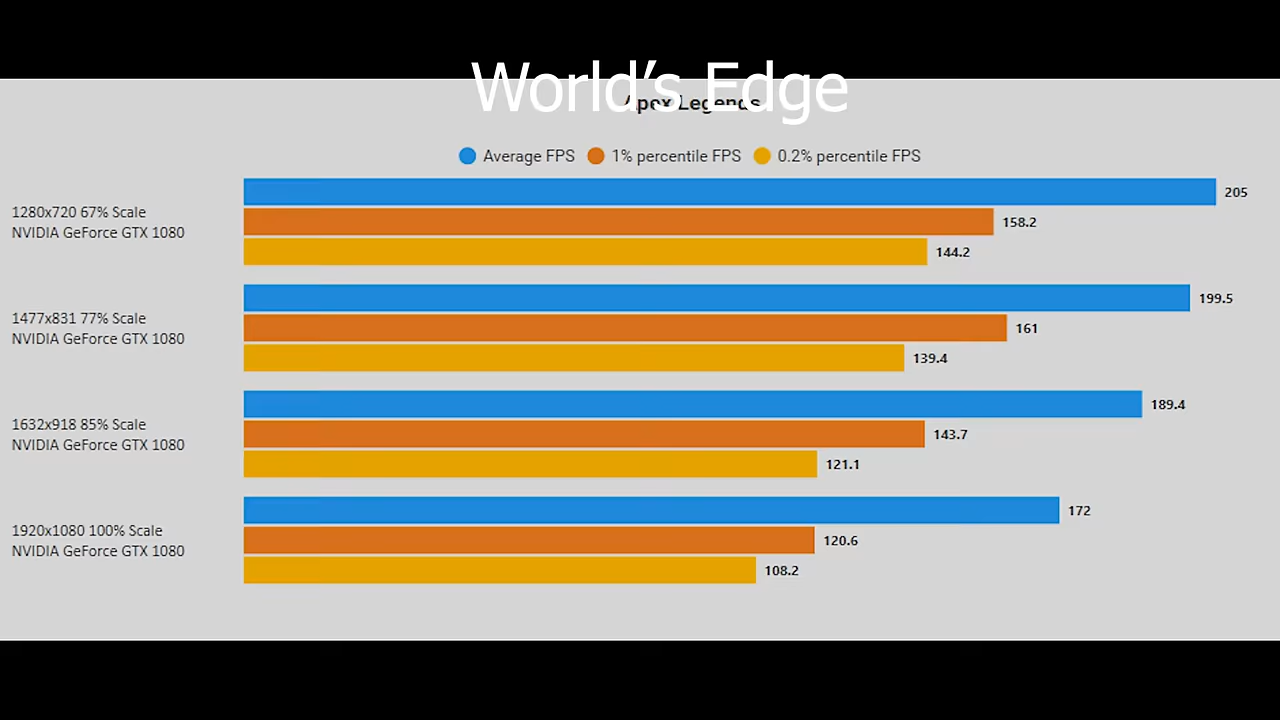 World’s Edge
Apex Legends
Average FPS 1% percentile FPS 0.2% percentile FPS
1280x720 67% Scale
NVIDIA GeForce GTX 1080
205
158.2
144.2
1477x831 77% Scale
NVIDIA GeForce GTX 1080
199.5
161
139.4
1632x918 85% Scale
NVIDIA GeForce GTX 1080
189.4
143.7
121.1
1920x1080 100% Scale
NVIDIA GeForce GTX 1080
172
120.6
108.2